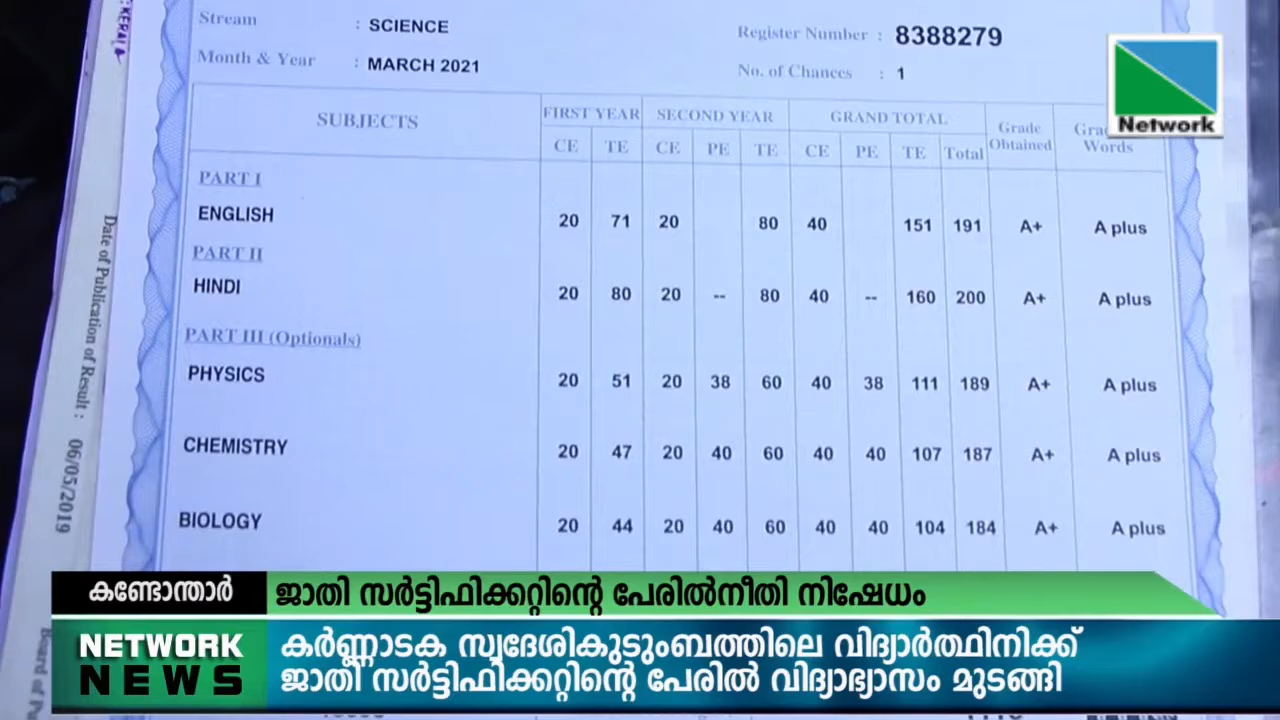 : KERALA
Stream : SCIENCE Register Number : 8388279
Month & Year : MARCH 2021 No. of Chances : 1
Network
SUBJECTS FIRST YEAR SECOND YEAR GRAND TOTAL Grade Obtained Words
CE TE CE PE TE CE PE TE Total
PART I
ENGLISH 20 71 20 80 40 151 191 A+ A plus
PART II
HINDI 20 80 20 -- 80 40 -- 160 200 A+ A plus
PART III (Optionals)
PHYSICS 20 51 20 38 60 40 38 111 189 A+ A plus
CHEMISTRY 20 47 20 40 60 40 40 107 187 A+ A plus
BIOLOGY 20 44 20 40 60 40 40 104 184 A+ A plus
Date of Publication of Result : 06/05/2019
Board of
കണ്ടോന്താർ ജാതി സർട്ടിഫിക്കറ്റിന്റെ പേരിൽനീതി നിഷേധം
NETWORK NEWS
കർണ്ണാടക സ്വദേശികുടുംബത്തിലെ വിദ്യാർത്ഥിനിക്ക്
ജാതി സർട്ടിഫിക്കറ്റിന്റെ പേരിൽ വിദ്യാഭ്യാസം മുടങ്ങി